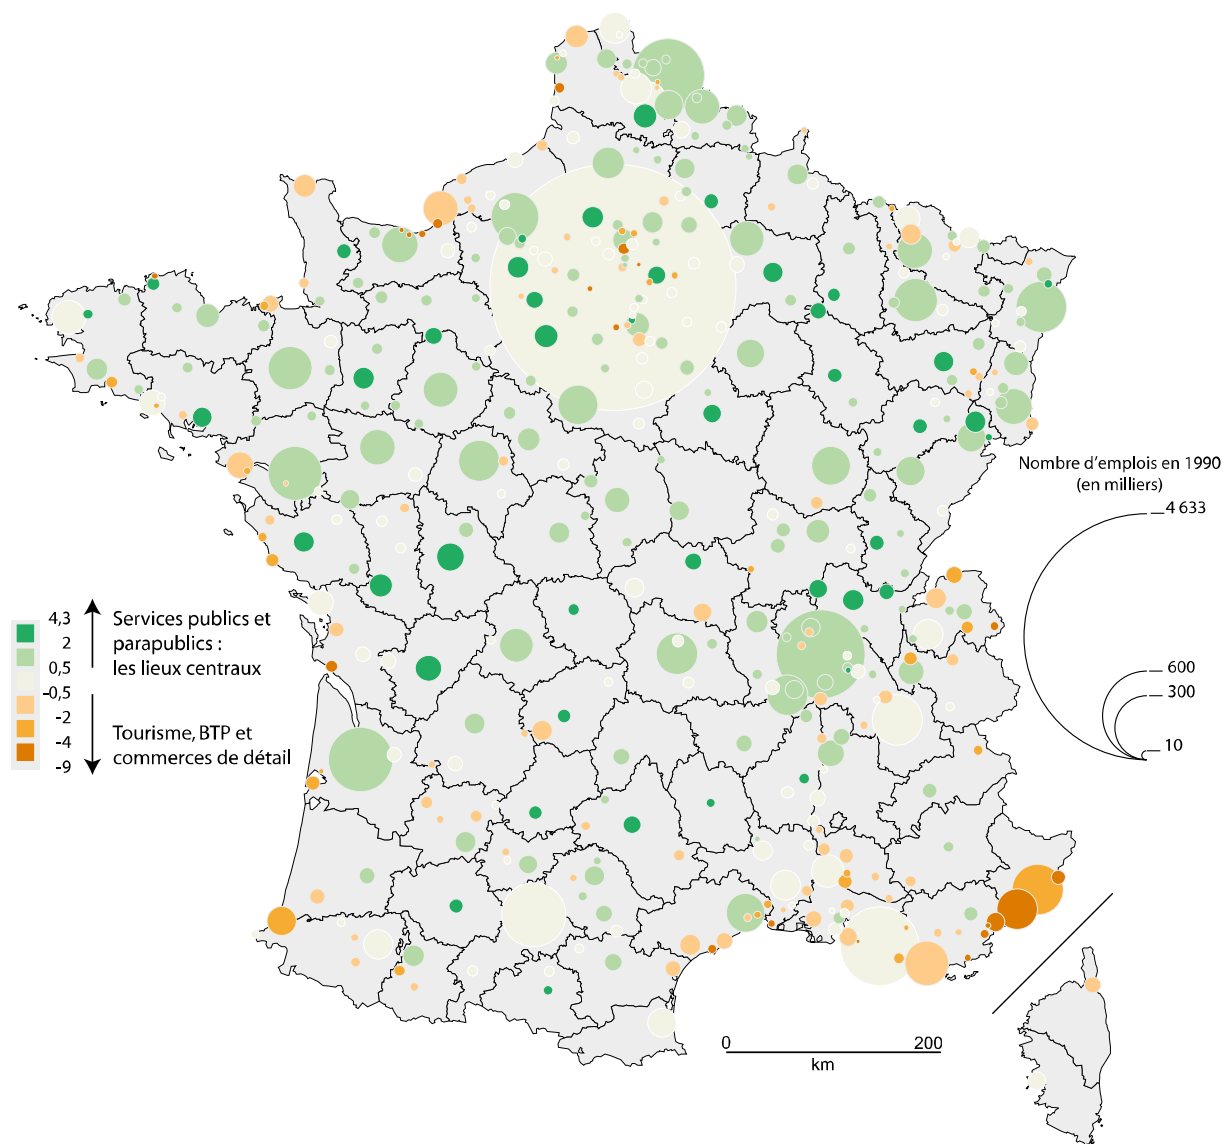 Nombre d'emplois en 1990
(en milliers)
4 633
600
300
10
4,3
2
0,5
-0,5
-2
-4
-9
Services publics et
parapublics :
les lieux centraux
Tourisme, BTP et
commerces de détail
0 200
km